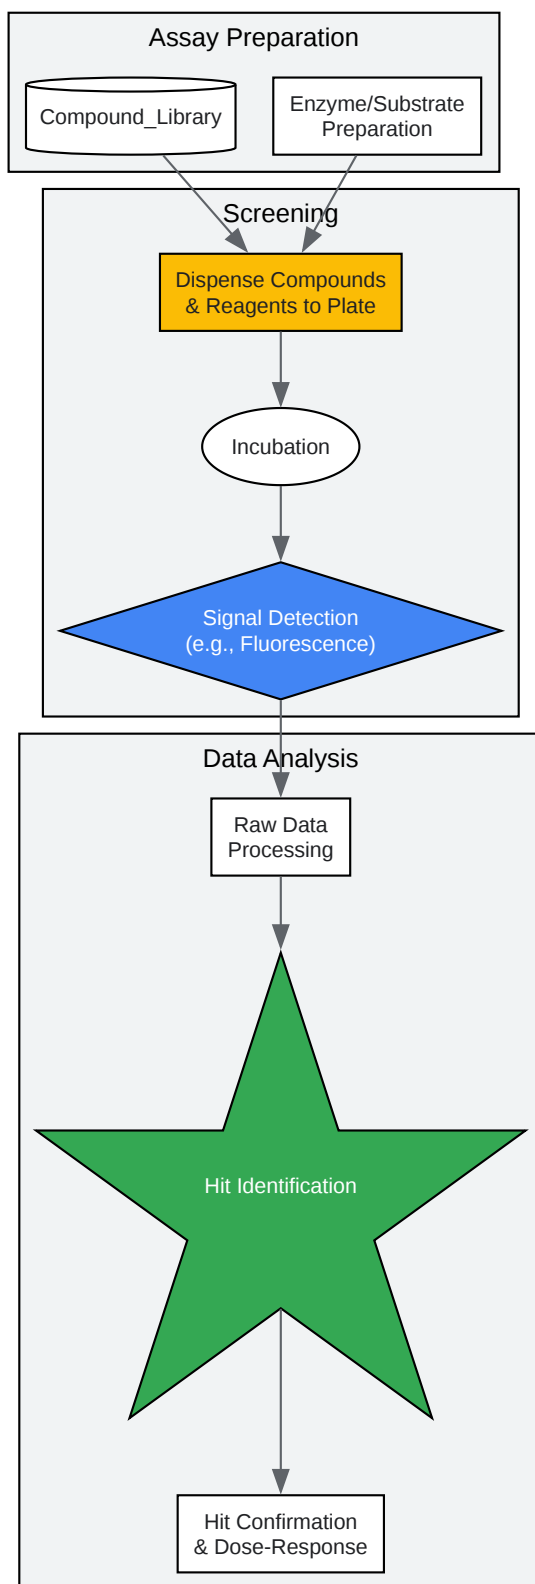 Assay Preparation
Compound_Library
Enzyme/Substrate
Preparation
Screening
Dispense Compounds
& Reagents to Plate
Incubation
Signal Detection
(e.g., Fluorescence)
Data Analysis
Raw Data
Processing
Hit Identification
Hit Confirmation
& Dose-Response